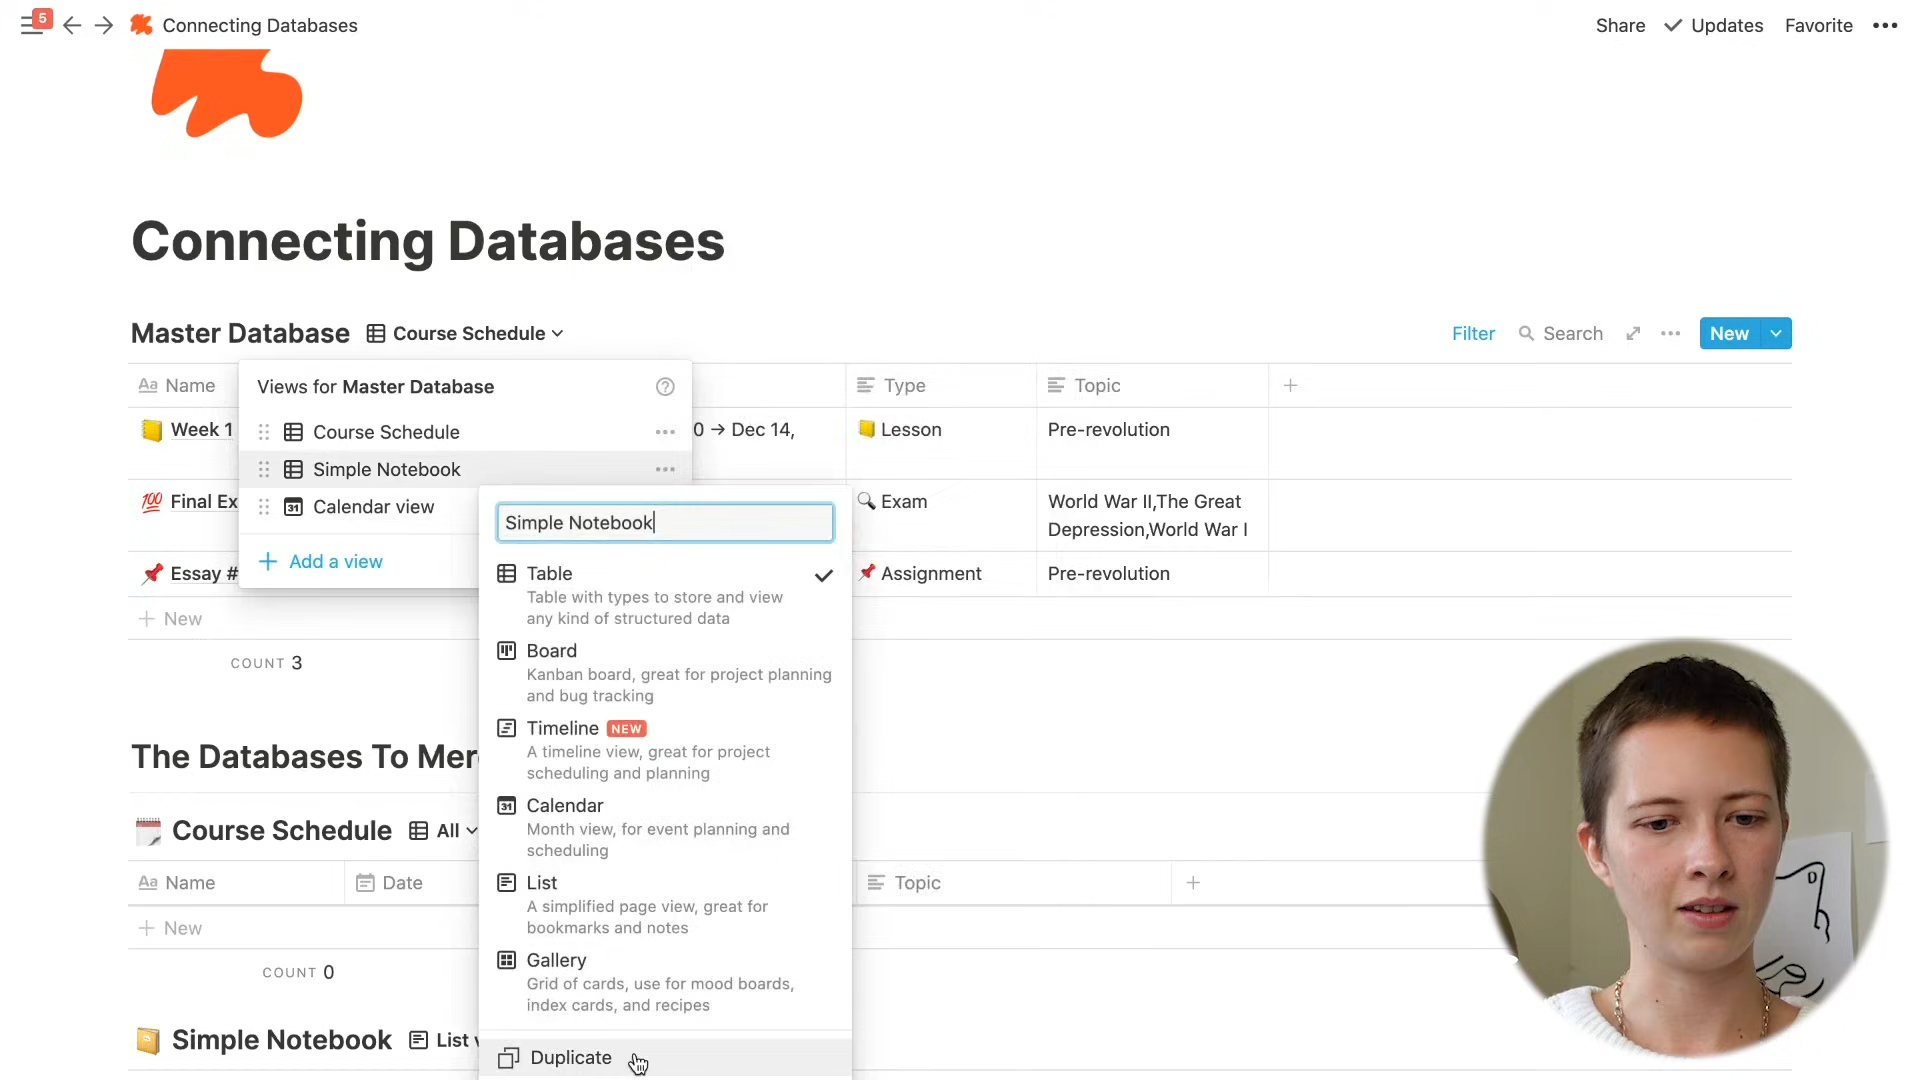 5
Connecting Databases
Share
Updates
Favorite
Connecting Databases
Master Database
Course Schedule
Filter
Search
New
Aa Name
Type
Topic
Views for Master Database
Course Schedule
Simple Notebook
31 Calendar view
Add a view
Week 1
0 → Dec 14,
Lesson
Pre-revolution
Final Ex
Exam
World War II,The Great
Depression,World War I
Essay #
Assignment
Pre-revolution
+ New
COUNT 3
Simple Notebook
Table
Table with types to store and view
any kind of structured data
Board
Kanban board, great for project planning
and bug tracking
Timeline NEW
A timeline view, great for project
scheduling and planning
31 Calendar
Month view, for event planning and
scheduling
List
A simplified page view, great for
bookmarks and notes
Gallery
Grid of cards, use for mood boards,
index cards, and recipes
Duplicate
The Databases To Mer
Course Schedule
All
Aa Name
Date
Topic
+ New
COUNT 0
Simple Notebook
List v